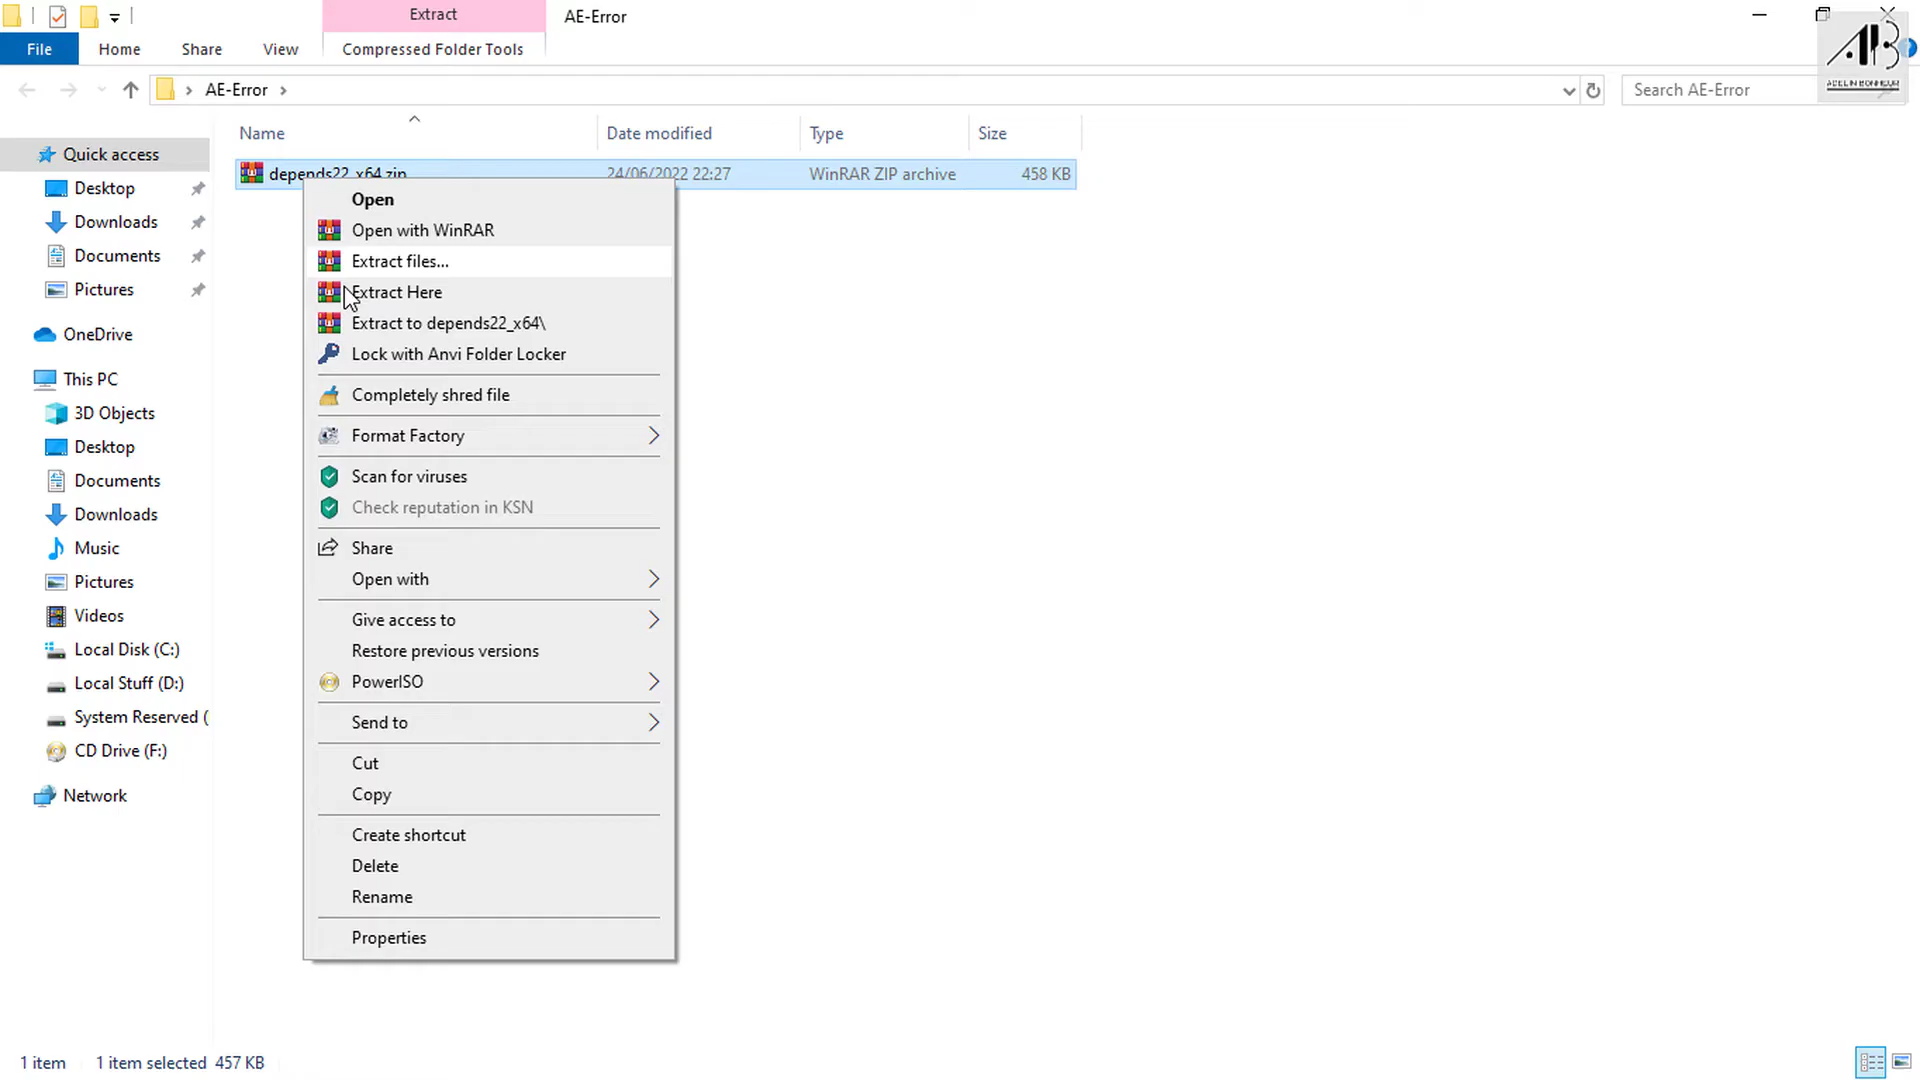 Extract
AE-Error
File
Home
Share
View
Compressed Folder Tools
AE-Error
Search AE-Error
AB
ADELIN BONHEUR
Name
Date modified
Type
Size
Quick access
Desktop
Downloads
Documents
Pictures
OneDrive
This PC
3D Objects
Desktop
Documents
Downloads
Music
Pictures
Videos
Local Disk (C:)
Local Stuff (D:)
System Reserved (
CD Drive (F:)
Network
depends22_x64.zip
24/06/2022 22:27
WinRAR ZIP archive
458 KB
Open
Open with WinRAR
Extract files...
Extract Here
Extract to depends22_x64\
Lock with Anvi Folder Locker
Completely shred file
Format Factory
Scan for viruses
Check reputation in KSN
Share
Open with
Give access to
Restore previous versions
PowerISO
Send to
Cut
Copy
Create shortcut
Delete
Rename
Properties
1 item
1 item selected 457 KB